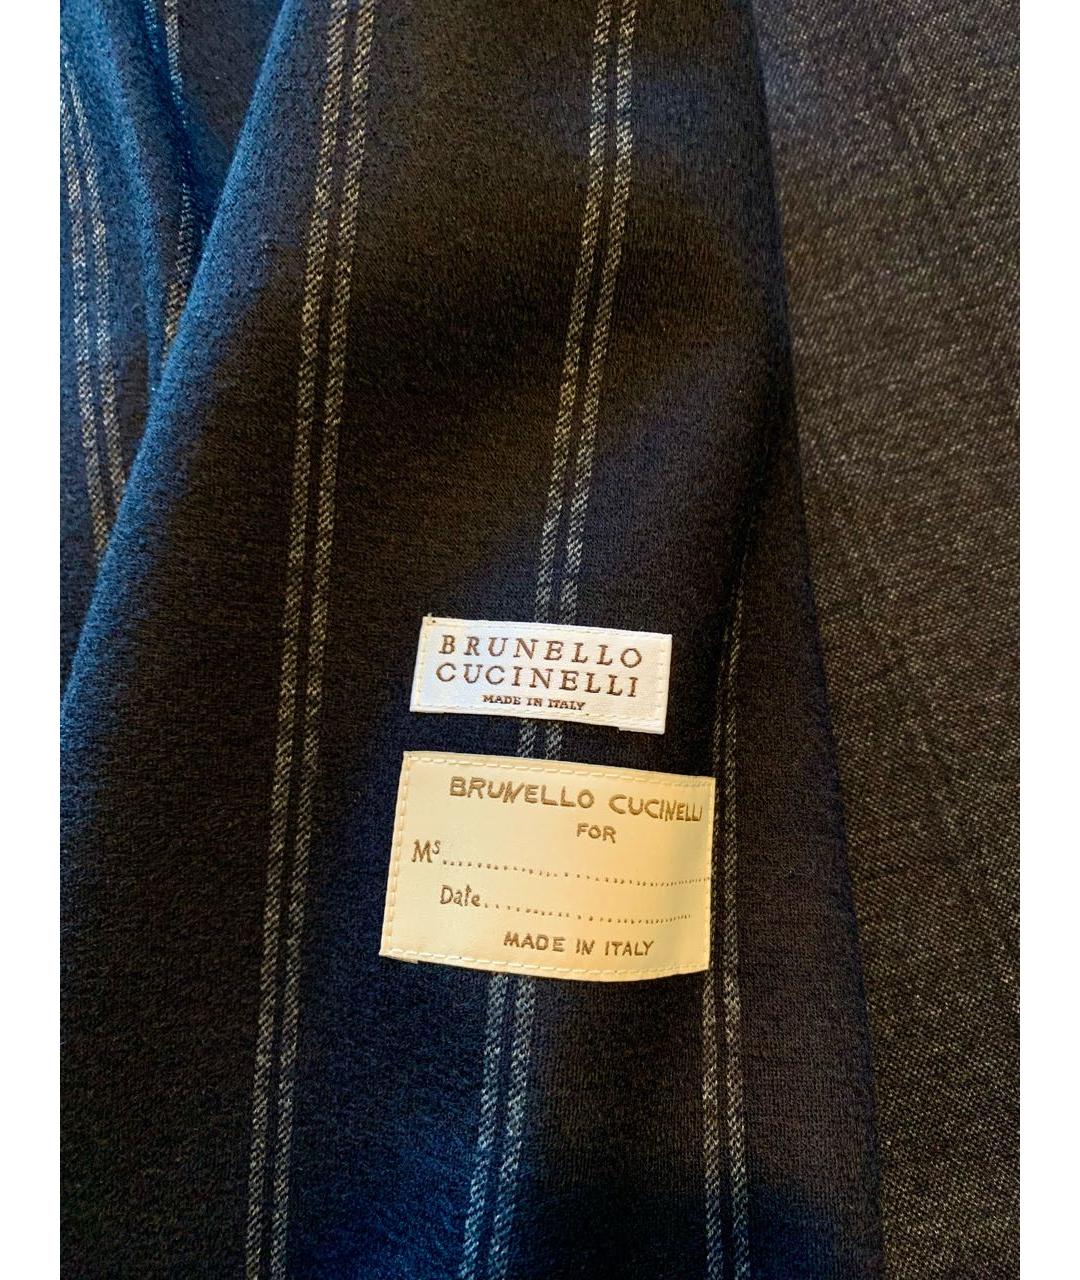 BRUNELLO
CUCINELLI
MADE IN ITALY
BRUNELLO CUCINELLI
FOR
Ms....................................
Date..............................
MADE IN ITALY